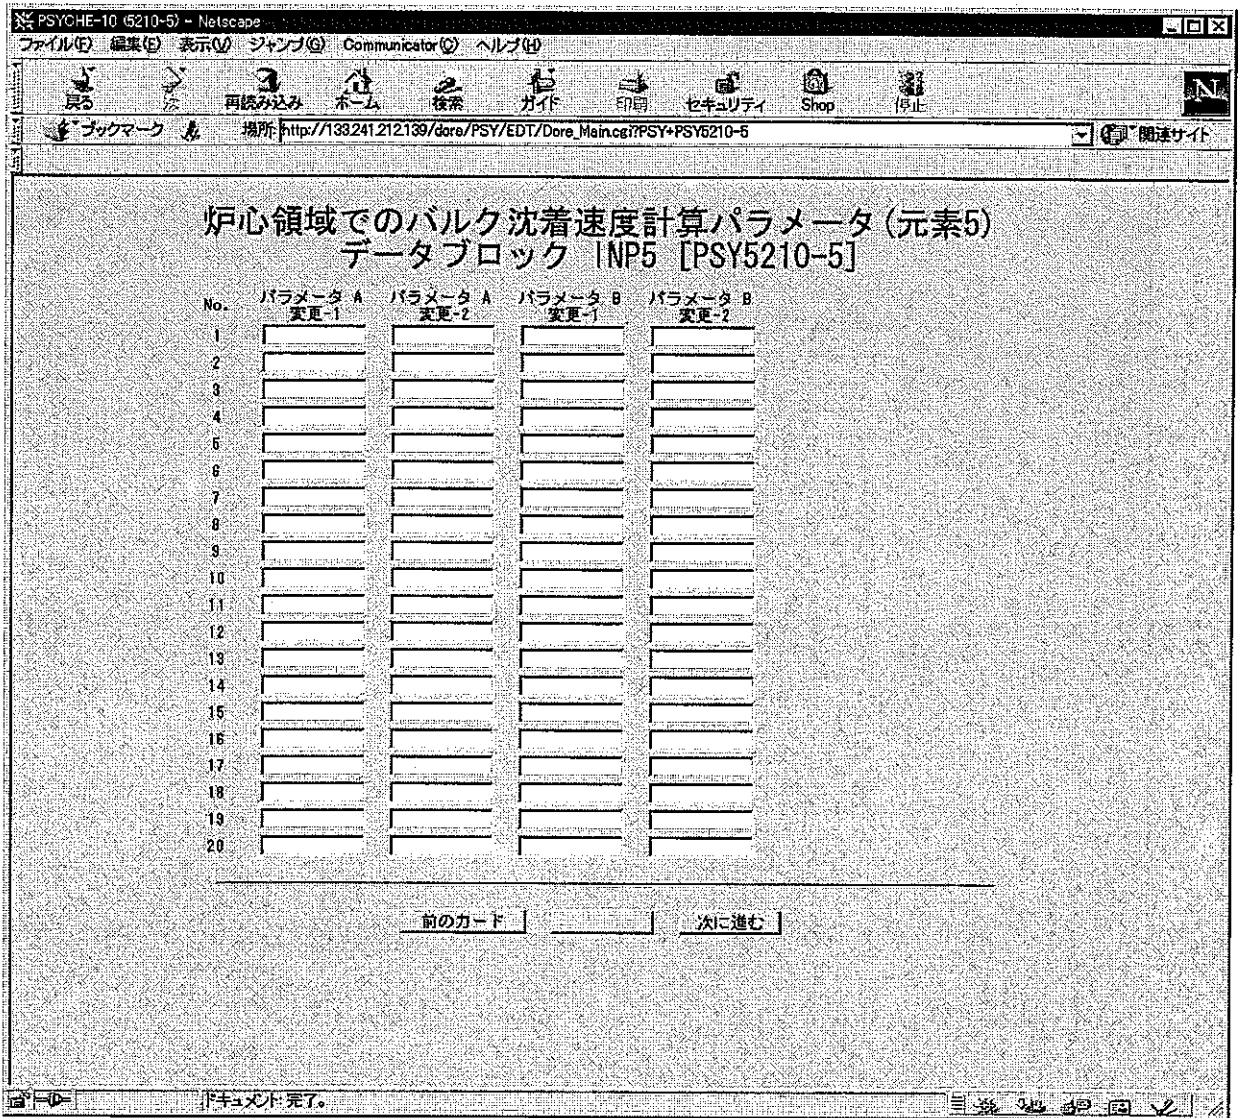 PSYCHE-10 (5210-5) - Netscape
ファイル(F) 編集(E) 表示(V) ジャンプ(G) Communicator(C) ヘルプ(H)
戻る 次 再読み込み ホーム 検索 ガイド 印刷 セキュリティ Shop 停止
N
ブックマーク 場所: http://133.241.212.139/dora/PSY/EDT/Dore_Main.cgi?PSY+PSY5210-5 関連サイト
炉心領域でのバルク沈着速度計算パラメータ(元素5)
データブロック INP5 [PSY5210-5]
No. パラメータ A 変更-1 パラメータ A 変更-2 パラメータ B 変更-1 パラメータ B 変更-2
1
2
3
4
5
6
7
8
9
10
11
12
13
14
15
16
17
18
19
20
前のカード 次に進む
ドキュメント: 完了。